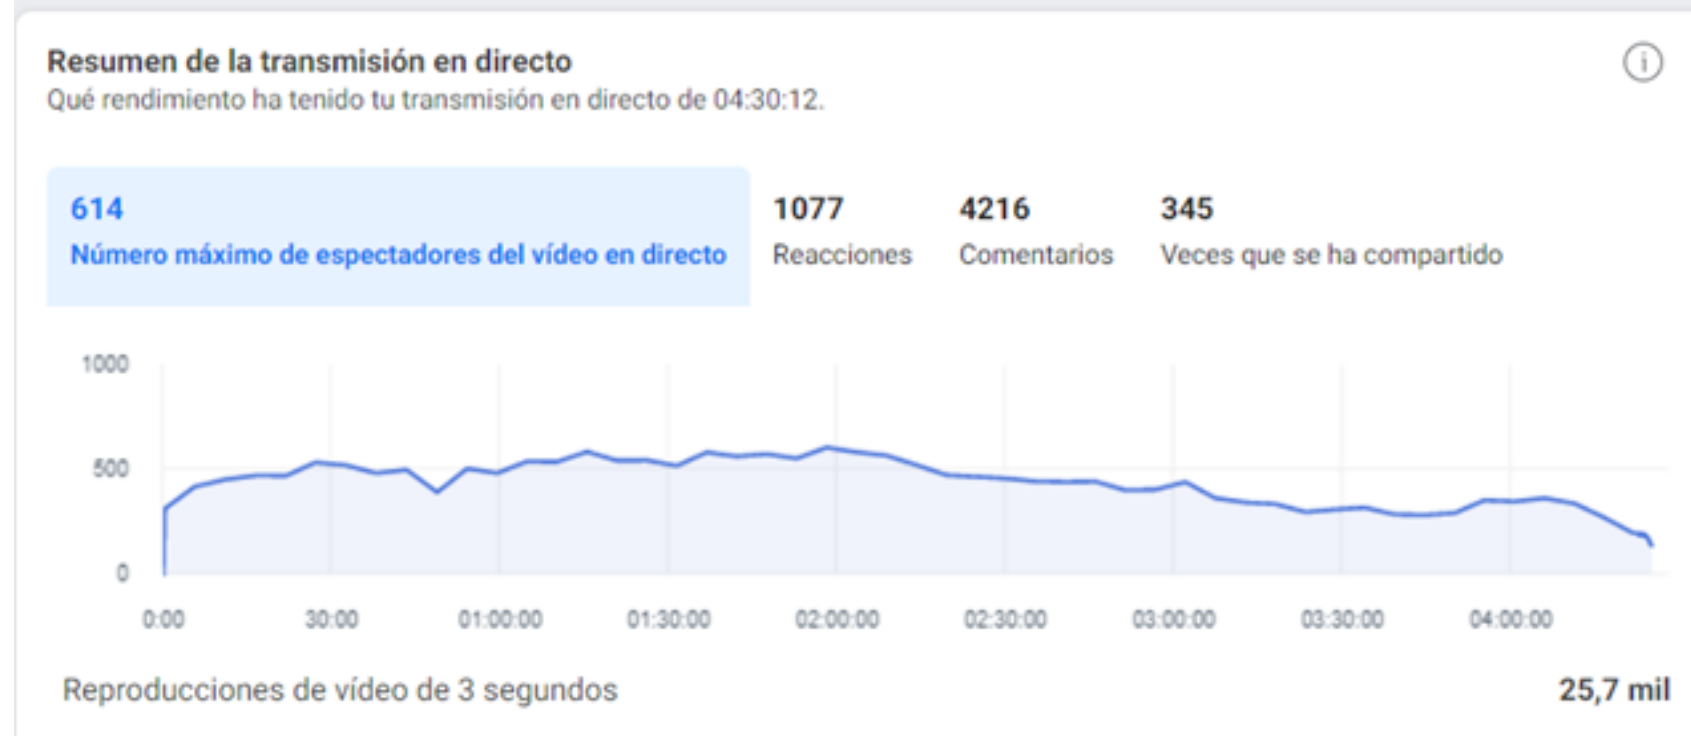 Resumen de la transmisión en directo
Qué rendimiento ha tenido tu transmisión en directo de 04:30:12.
614 1077 4216 345
Número máximo de espectadores del vídeo en directo Reacciones Comentarios Veces que se ha compartido
1000
500
0
0:00 30:00 01:00:00 01:30:00 02:00:00 02:30:00 03:00:00 03:30:00 04:00:00
Reproducciones de vídeo de 3 segundos 25,7 mil